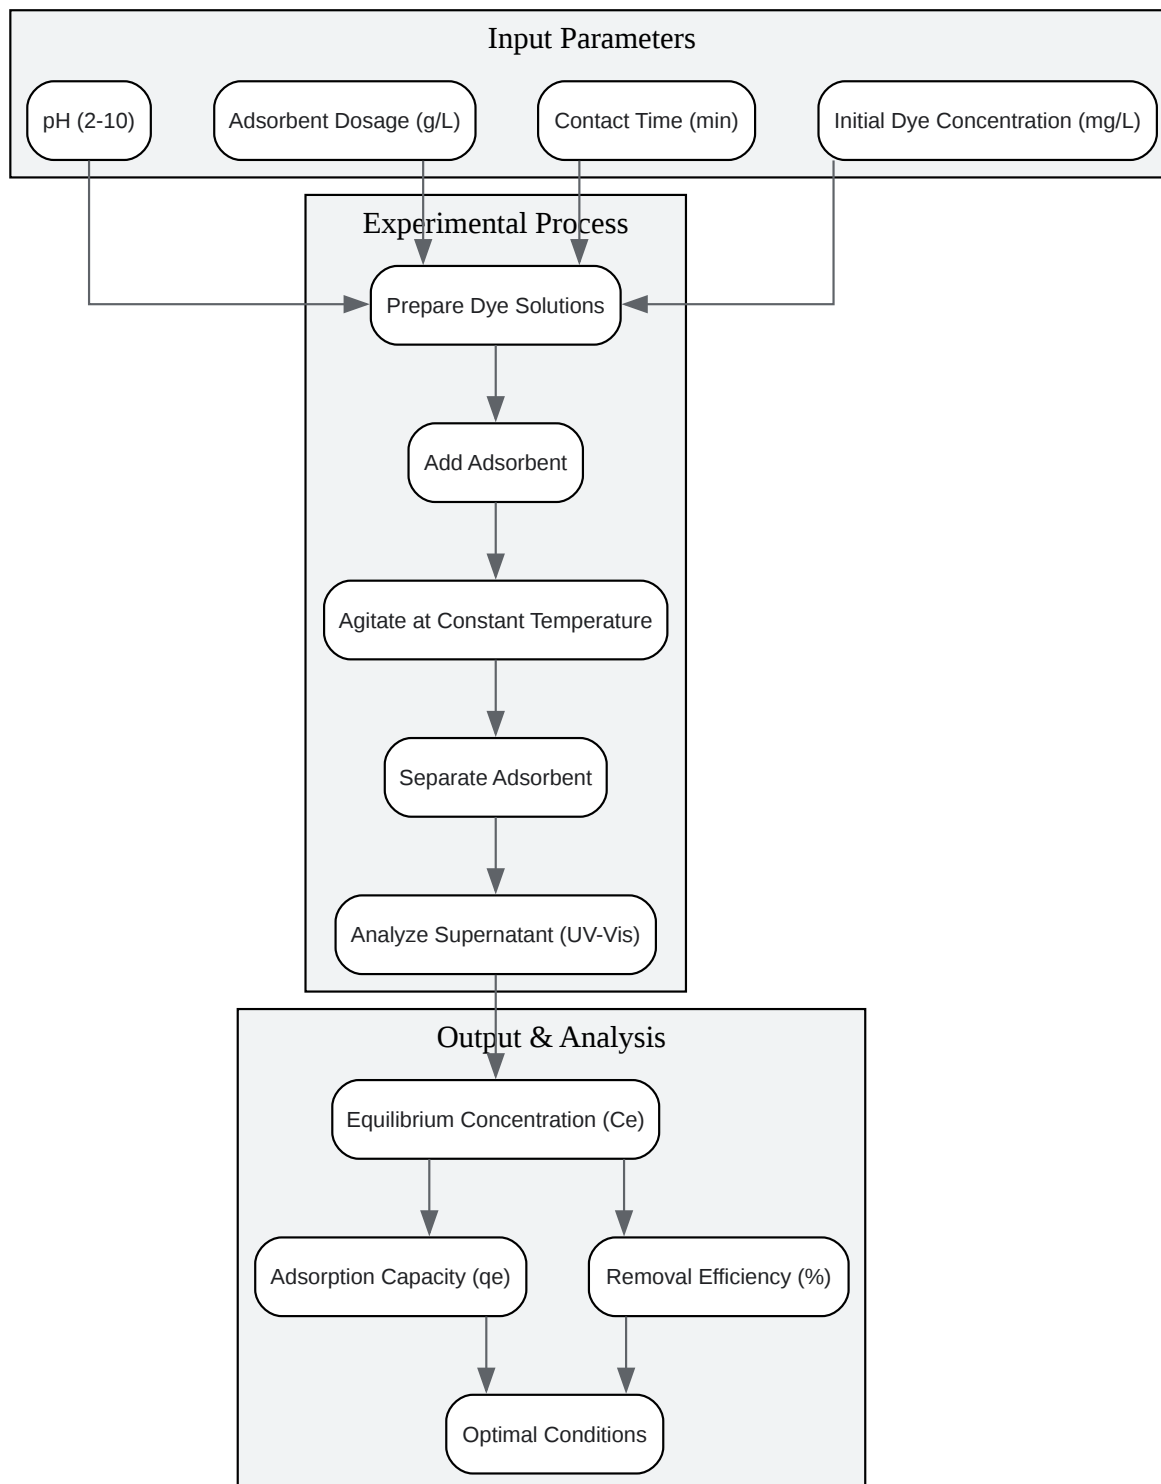 Input Parameters
pH (2-10)
Adsorbent Dosage (g/L)
Contact Time (min)
Initial Dye Concentration (mg/L)
Experimental Process
Prepare Dye Solutions
Add Adsorbent
Agitate at Constant Temperature
Separate Adsorbent
Analyze Supernatant (UV-Vis)
Output & Analysis
Equilibrium Concentration (Ce)
Adsorption Capacity (qe)
Removal Efficiency (%)
Optimal Conditions